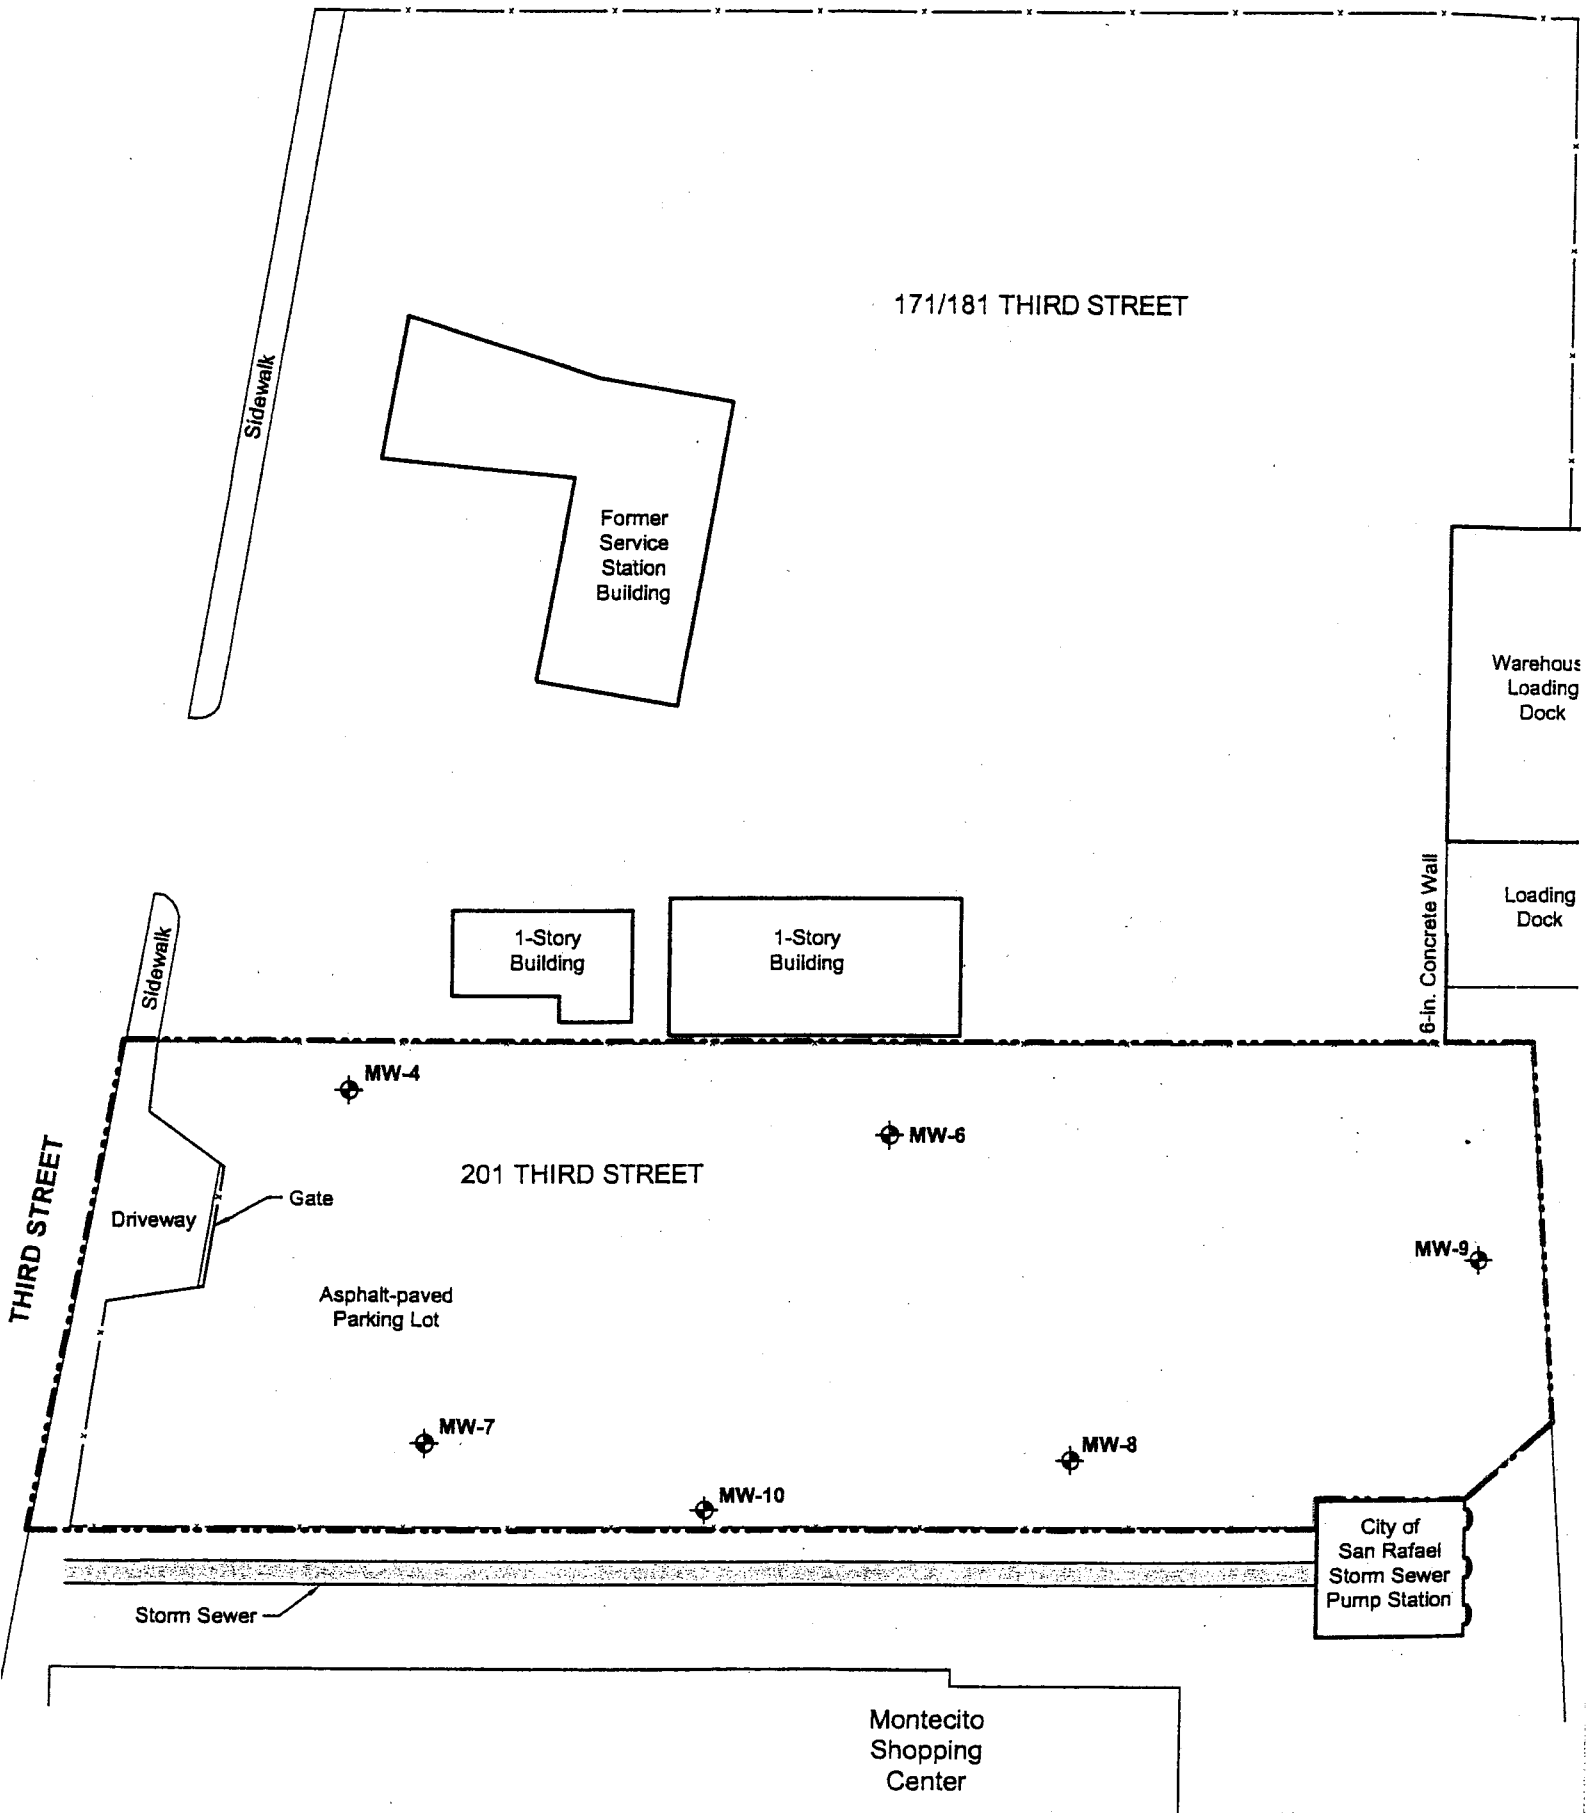 171/181 THIRD STREET
Sidewalk
Former
Service
Station
Building
Warehous
Loading
Dock
6-in. Concrete Wall
Loading
Dock
1-Story
Building
1-Story
Building
Sidewalk
MW-4
MW-6
201 THIRD STREET
THIRD STREET
Driveway
Gate
MW-9
Asphalt-paved
Parking Lot
MW-7
MW-8
MW-10
City of
San Rafael
Storm Sewer
Pump Station
Storm Sewer
Montecito
Shopping
Center